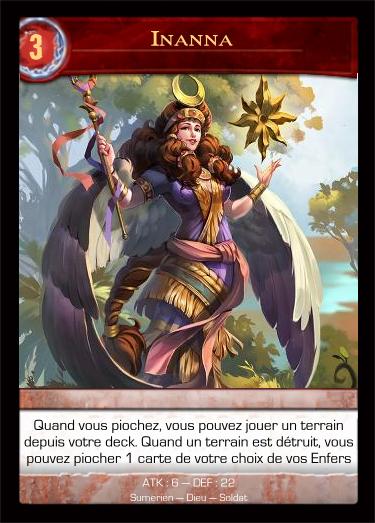 3
Inanna
Quand vous piochez, vous pouvez jouer un terrain
depuis votre deck. Quand un terrain est détruit, vous
pouvez piocher 1 carte de votre choix de vos Enfers
ATK : 6 — DEF : 22
Sumerien — Dieu — Soldat